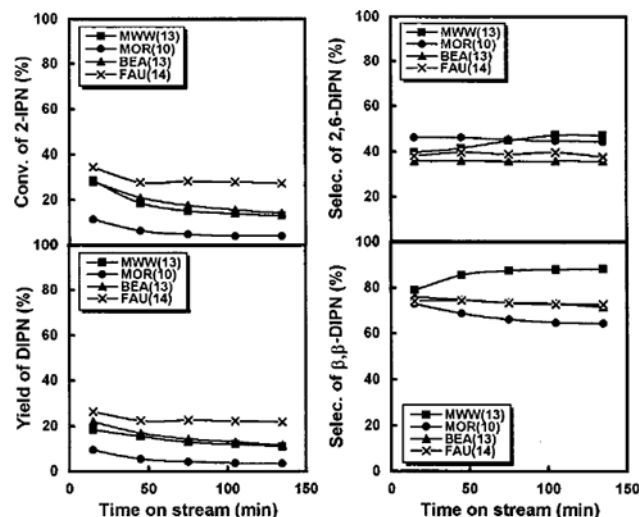 Conv. of 2-IPN (%)
100
80
60
40
20
MWW(13)
MOR(10)
BEA(13)
FAU(14)
Selec. of 2,6-DIPN (%)
100
80
60
40
20
MWW(13)
MOR(10)
BEA(13)
FAU(14)
Yield of DIPN (%)
100
80
60
40
20
0
MWW(13)
MOR(10)
BEA(13)
FAU(14)
0 50 100 150
Time on stream (min)
Selec. of β,β-DIPN (%)
100
80
60
40
20
0
MWW(13)
MOR(10)
BEA(13)
FAU(14)
0 50 100 150
Time on stream (min)